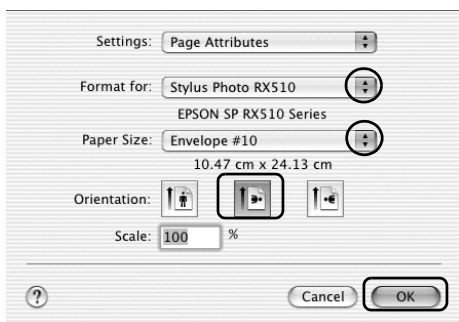 Settings: Page Attributes
Format for: Stylus Photo RX510
EPSON SP RX510 Series
Paper Size: Envelope #10
10.47 cm x 24.13 cm
Orientation:
Scale: 100 %
? Cancel OK